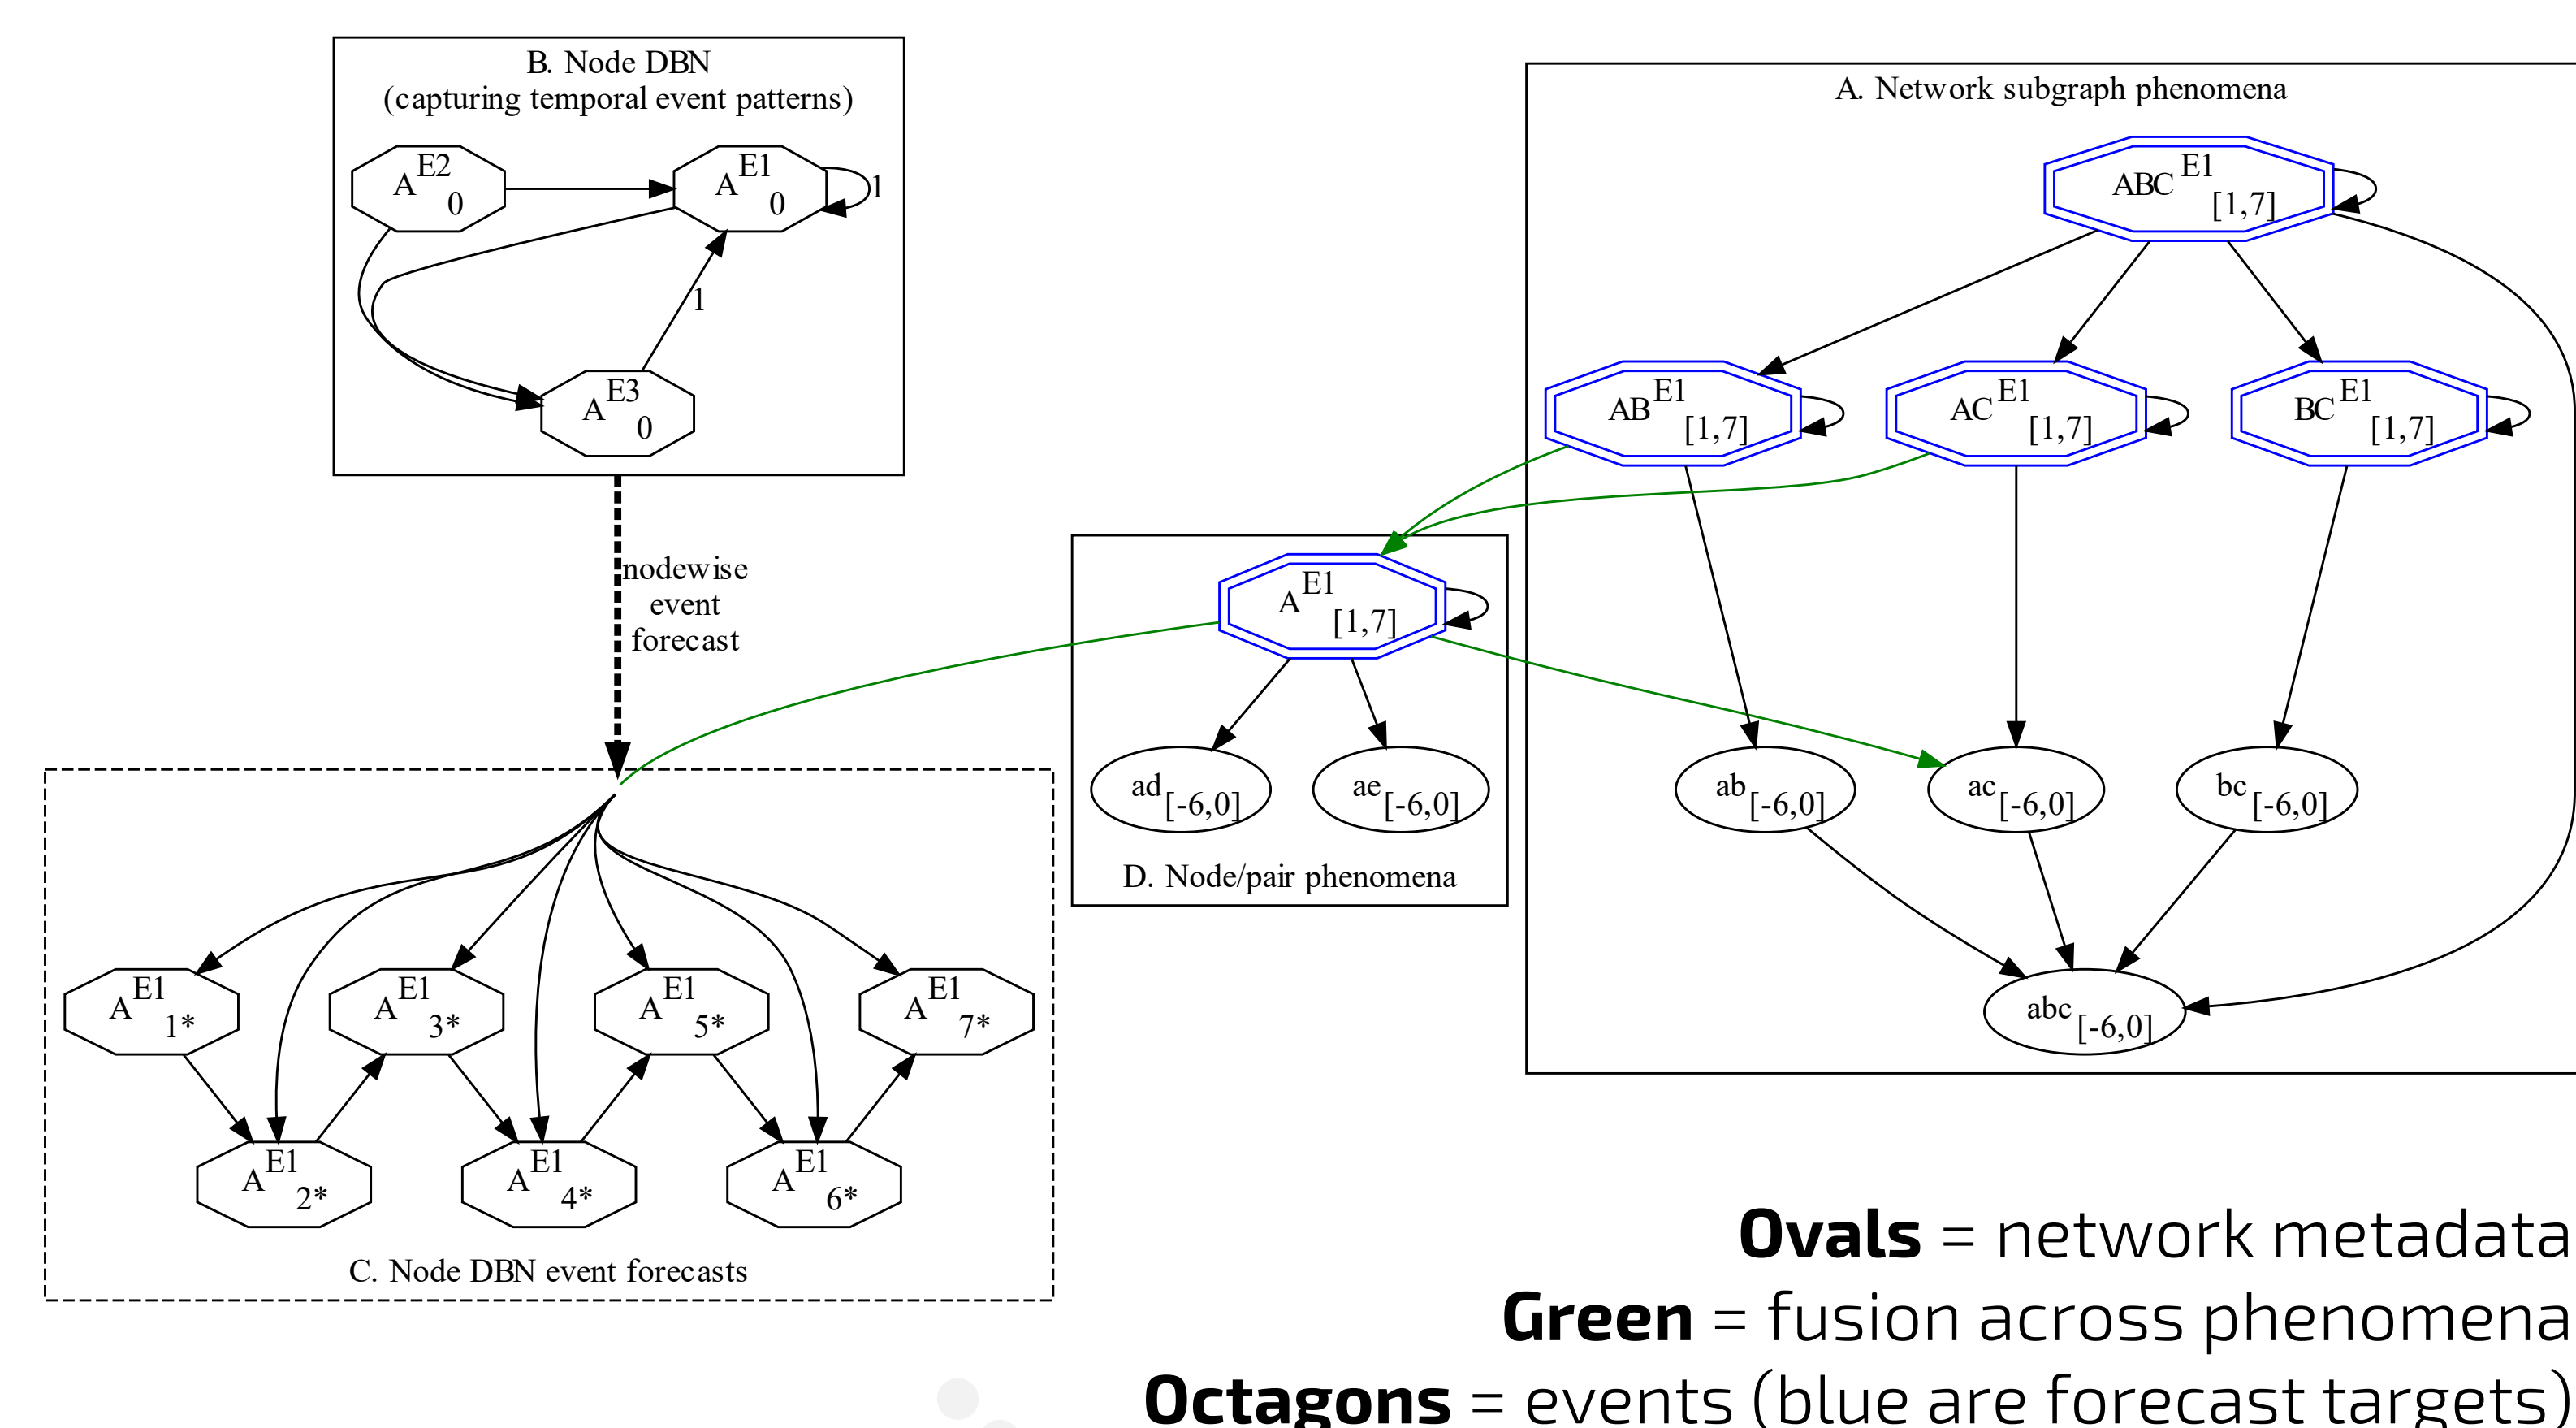 B. Node DBN
(capturing temporal event patterns)
A E2 0
A E1 0
1
1
A E3 0
nodewise
event
forecast
A. Network subgraph phenomena
ABC E1 [1,7]
AB E1 [1,7]
AC E1 [1,7]
BC E1 [1,7]
A E1 [1,7]
ad [-6,0]
ae [-6,0]
D. Node/pair phenomena
ab [-6,0]
ac [-6,0]
bc [-6,0]
abc [-6,0]
A E1 1*
A E1 3*
A E1 5*
A E1 7*
A E1 2*
A E1 4*
A E1 6*
C. Node DBN event forecasts
Ovals = network metadata
Green = fusion across phenomena
Octagons = events (blue are forecast targets)